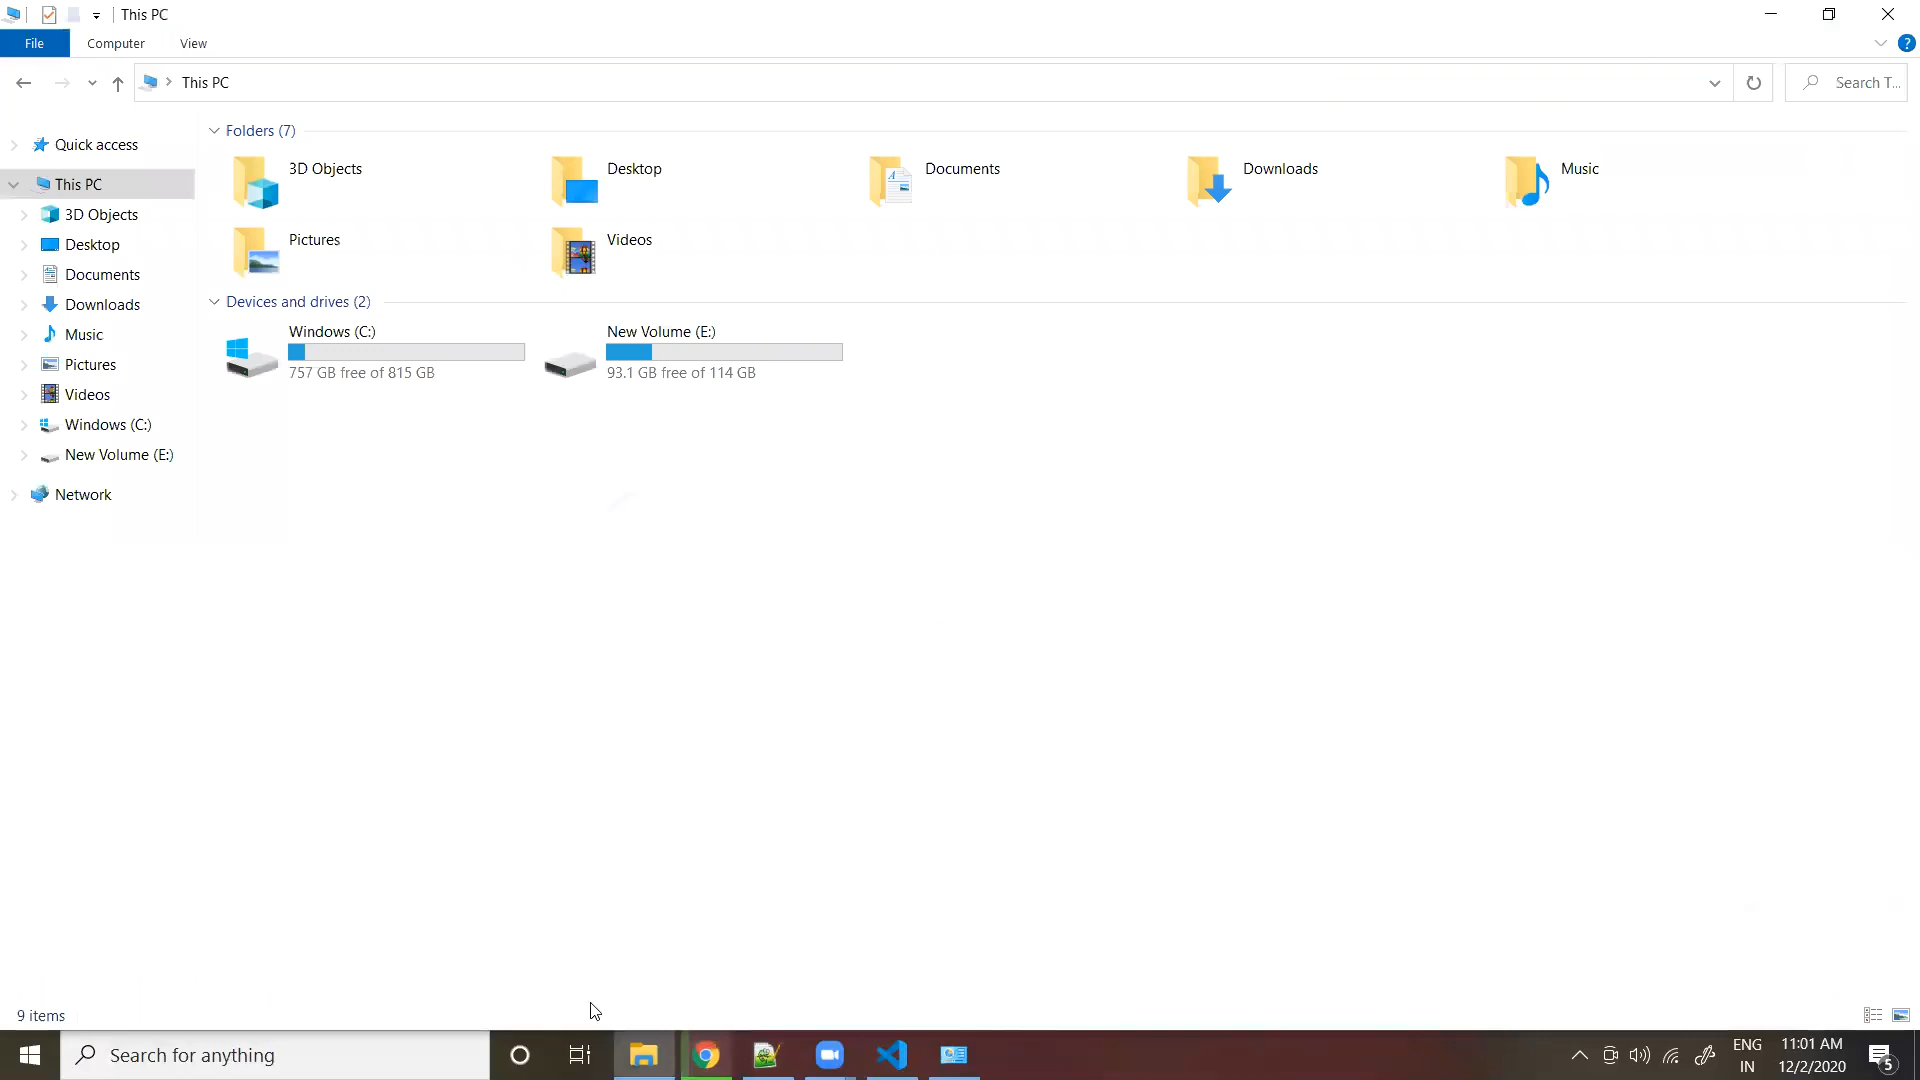 This PC
File Computer View
This PC Search T...
Quick access
This PC
3D Objects
Desktop
Documents
Downloads
Music
Pictures
Videos
Windows (C:)
New Volume (E:)
Network
Folders (7)
3D Objects Desktop Documents Downloads Music
Pictures Videos
Devices and drives (2)
Windows (C:) New Volume (E:)
757 GB free of 815 GB 93.1 GB free of 114 GB
9 items
Search for anything
ENG 11:01 AM
IN 12/2/2020 5